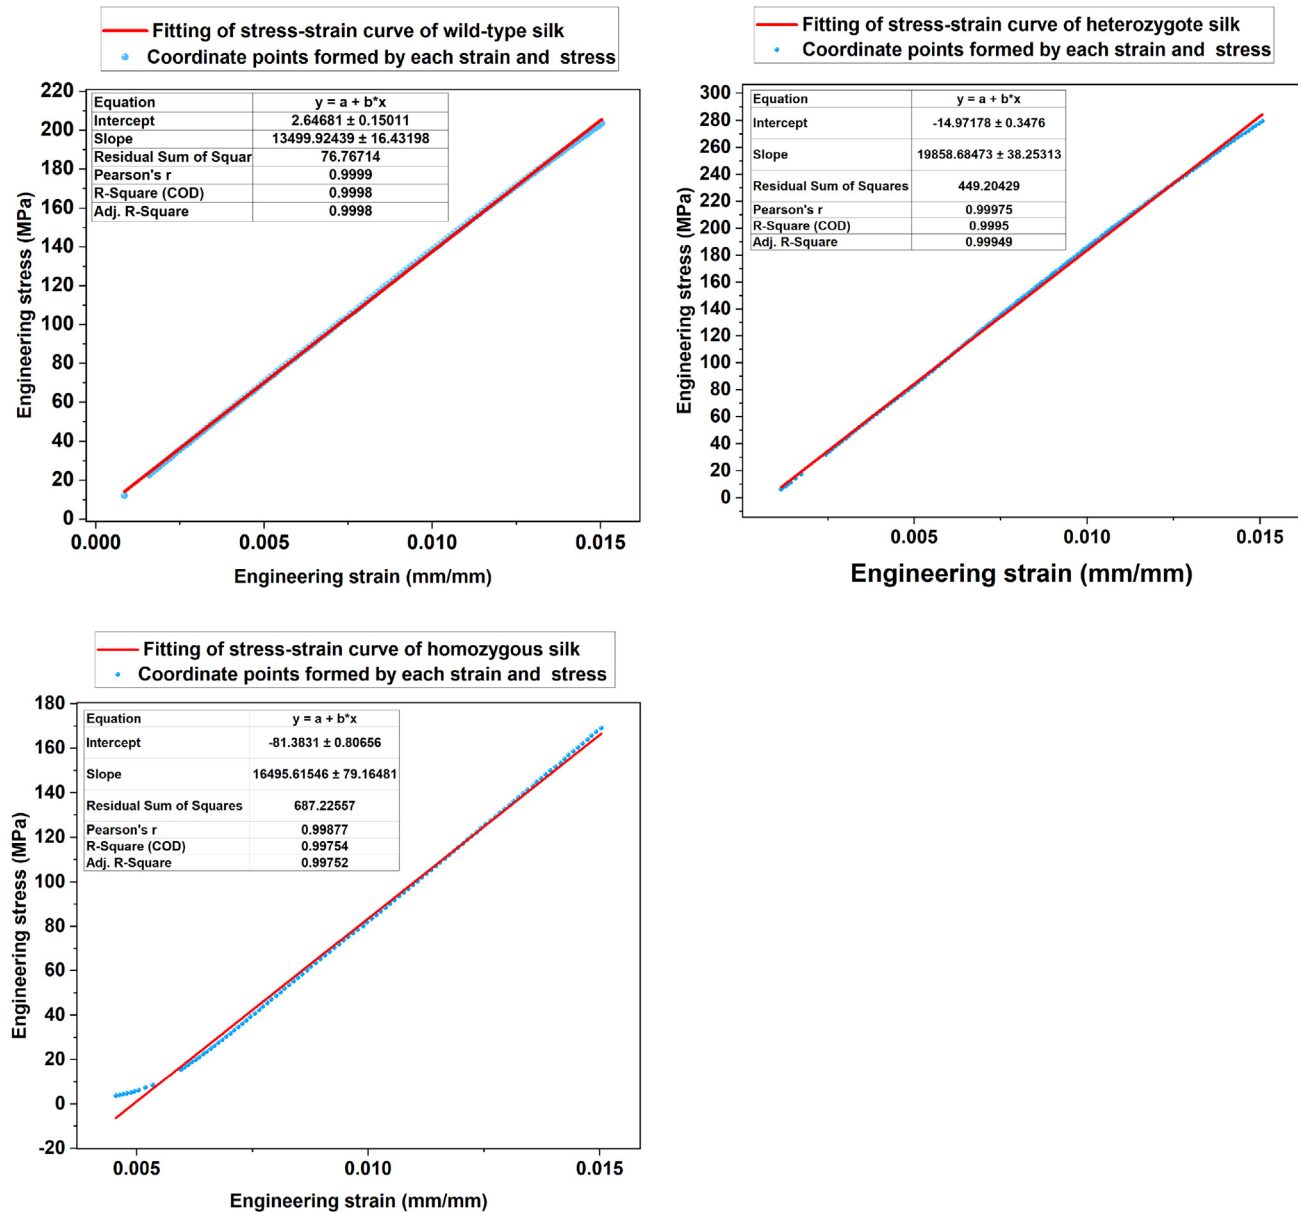 Fitting of stress-strain curve of wild-type silk
Coordinate points formed by each strain and stress
Equation y = a + b*x
Intercept 2.64681 ± 0.15011
Slope 13499.92439 ± 16.43198
Residual Sum of Squar 76.76714
Pearson's r 0.9999
R-Square (COD) 0.9998
Adj. R-Square 0.9998
220
200
180
160
140
120
100
80
60
40
20
0
Engineering stress (MPa)
0.000 0.005 0.010 0.015
Engineering strain (mm/mm)
Fitting of stress-strain curve of heterozygote silk
Coordinate points formed by each strain and stress
Equation y = a + b*x
Intercept -14.97178 ± 0.3476
Slope 19858.68473 ± 38.25313
Residual Sum of Squares 449.20429
Pearson's r 0.99975
R-Square (COD) 0.9995
Adj. R-Square 0.99949
300
280
260
240
220
200
180
160
140
120
100
80
60
40
20
0
Engineering stress (MPa)
0.005 0.010 0.015
Engineering strain (mm/mm)
Fitting of stress-strain curve of homozygous silk
Coordinate points formed by each strain and stress
Equation y = a + b*x
Intercept -81.3831 ± 0.80656
Slope 16495.61546 ± 79.16481
Residual Sum of Squares 687.22557
Pearson's r 0.99877
R-Square (COD) 0.99754
Adj. R-Square 0.99752
180
160
140
120
100
80
60
40
20
0
-20
Engineering stress (MPa)
0.005 0.010 0.015
Engineering strain (mm/mm)